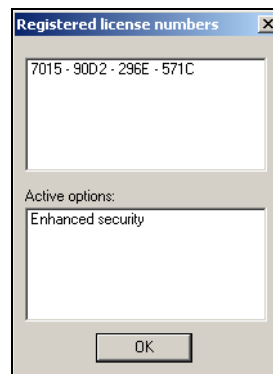 Registered license numbers
7015 - 90D2 - 296E - 571C
Active options:
Enhanced security
OK